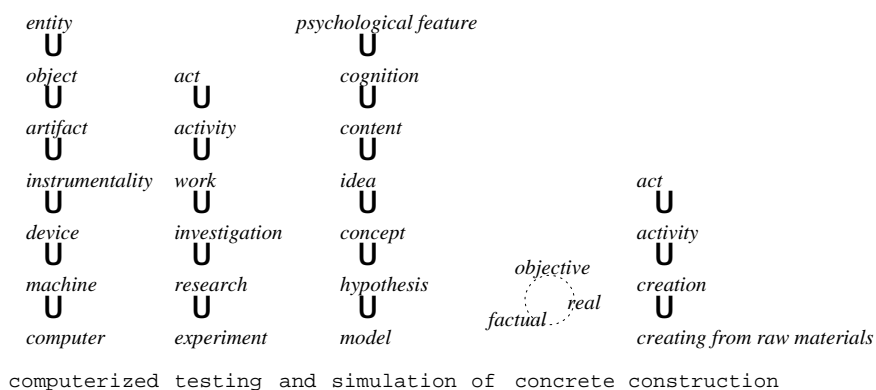 entity psychological feature
∪ ∪
object act cognition
∪ ∪ ∪
artifact activity content
∪ ∪ ∪
instrumentality work idea act
∪ ∪ ∪ ∪
device investigation concept activity
∪ ∪ ∪ ∪
objective
machine research hypothesis creation
real
∪ ∪ ∪ ∪
factual
computer experiment model creating from raw materials
computerized testing and simulation of concrete construction